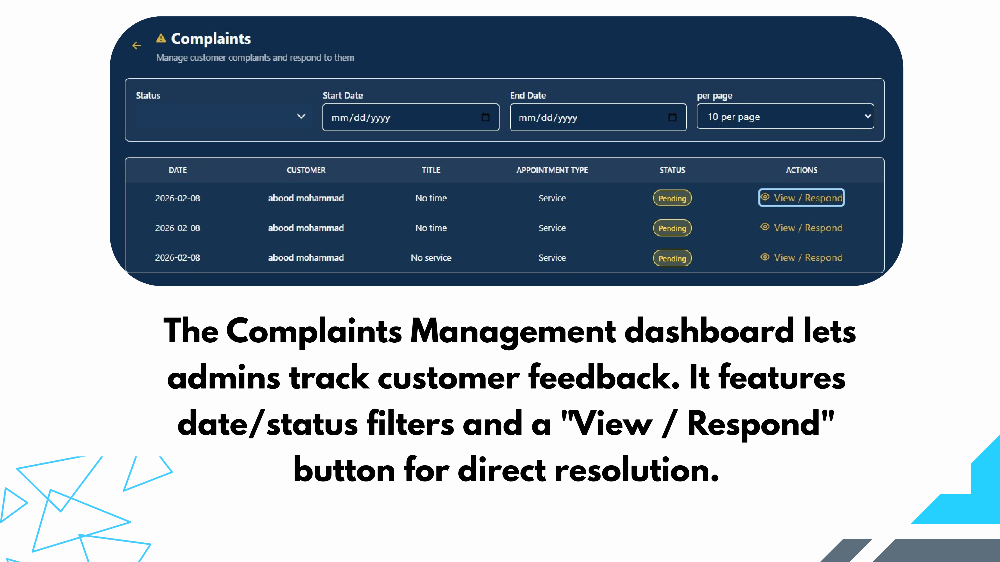 Complaints
Manage customer complaints and respond to them
Status Start Date End Date per page
mm/dd/yyyy mm/dd/yyyy 10 per page
DATE CUSTOMER TITLE APPOINTMENT TYPE STATUS ACTIONS
2026-02-08 abood mohammad No time Service Pending View / Respond
2026-02-08 abood mohammad No time Service Pending View / Respond
2026-02-08 abood mohammad No service Service Pending View / Respond
The Complaints Management dashboard lets
admins track customer feedback. It features
date/status filters and a "View / Respond"
button for direct resolution.